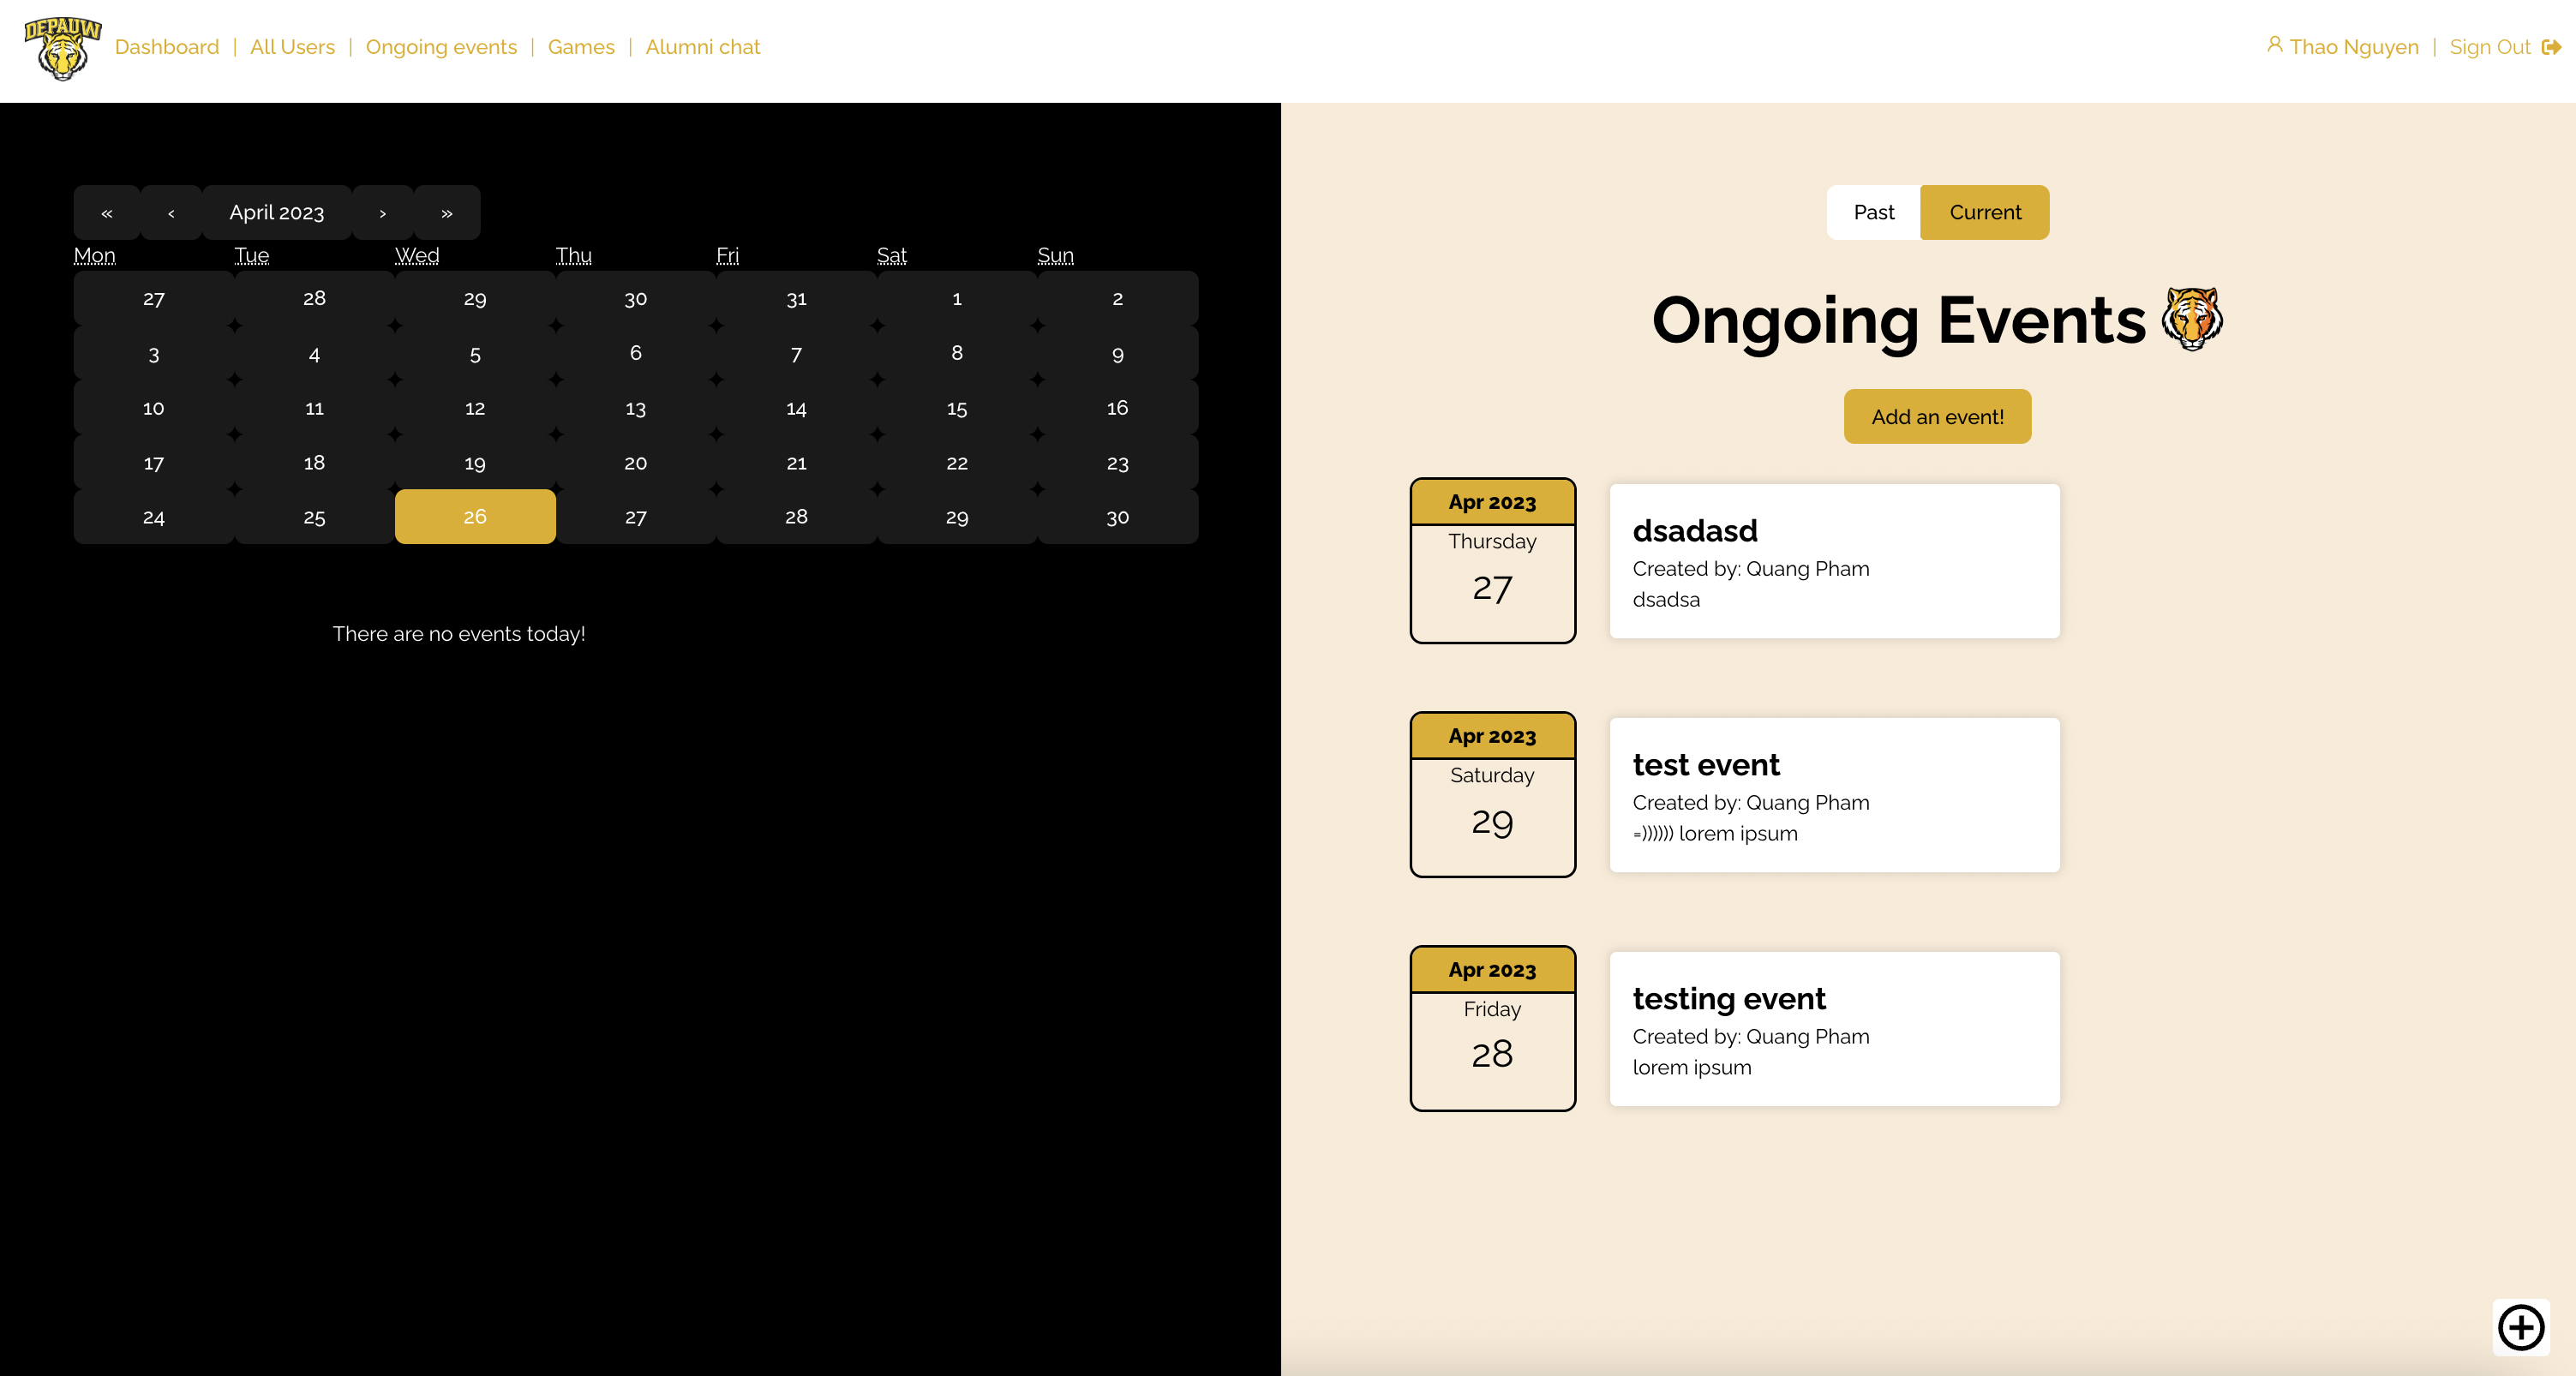 DEPAUW
Dashboard | All Users | Ongoing events | Games | Alumni chat
Thao Nguyen | Sign Out
« ‹ April 2023 › »
Mon Tue Wed Thu Fri Sat Sun
27 28 29 30 31 1 2
3 4 5 6 7 8 9
10 11 12 13 14 15 16
17 18 19 20 21 22 23
24 25 26 27 28 29 30
There are no events today!
Past Current
Ongoing Events
Add an event!
Apr 2023
Thursday
27
dsadasd
Created by: Quang Pham
dsadsa
Apr 2023
Saturday
29
test event
Created by: Quang Pham
=)))))) lorem ipsum
Apr 2023
Friday
28
testing event
Created by: Quang Pham
lorem ipsum